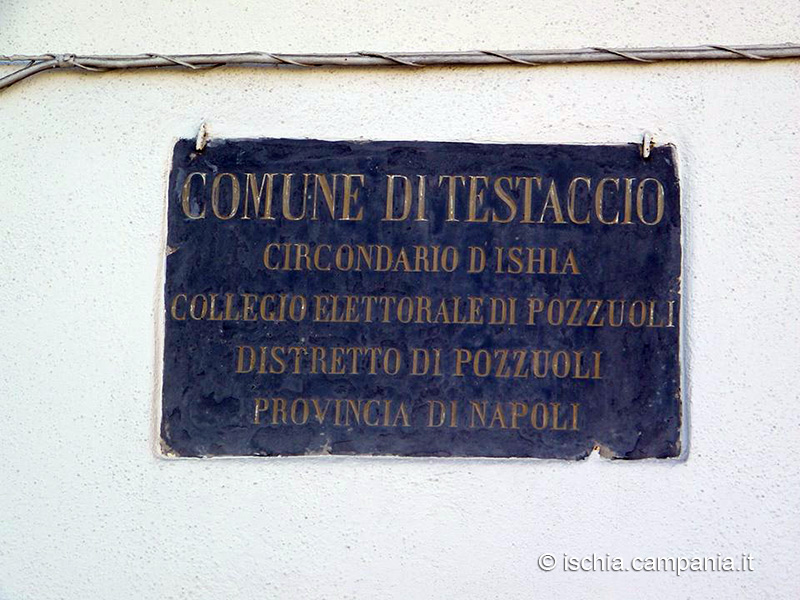 COMUNE DI TESTACCIO
CIRCONDARIO D'ISHIA
COLLEGIO ELETTORALE DI POZZUOLI
DISTRETTO DI POZZUOLI
PROVINCIA DI NAPOLI
© ischia.campania.it